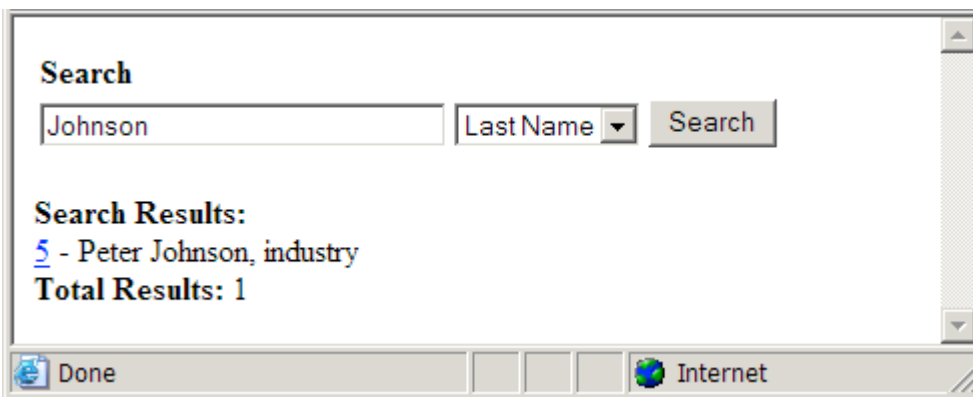 Search
Johnson Last Name Search
Search Results:
5 - Peter Johnson, industry
Total Results: 1
Done Internet